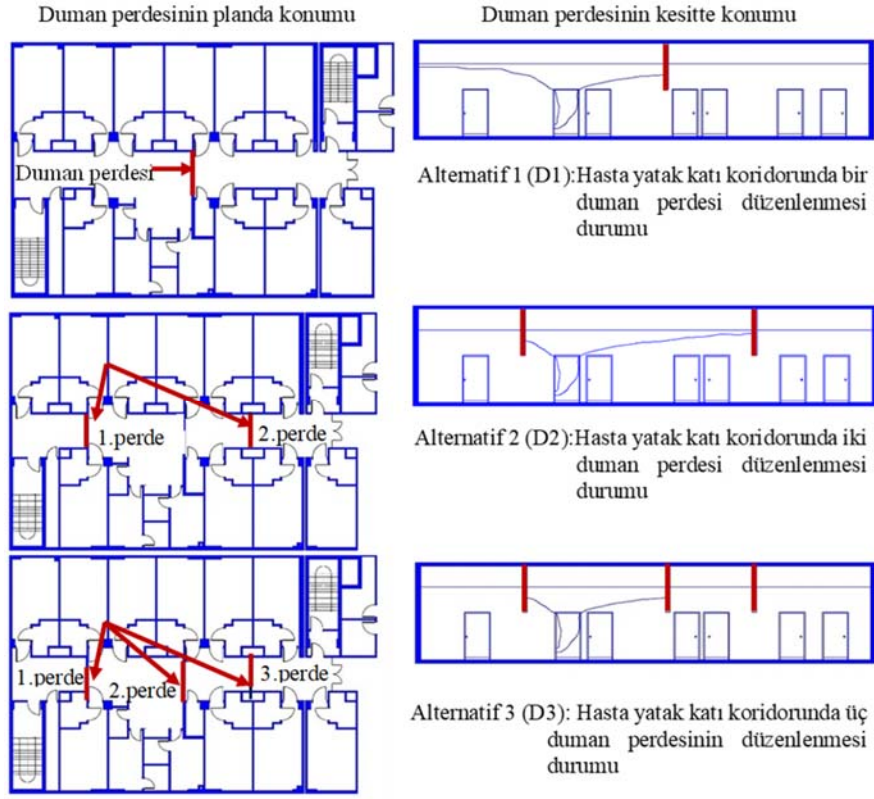 Duman perdesinin planda konumu
Duman perdesinin kesitte konumu
Duman perdesi
Alternatif 1 (D1):Hasta yatak katı koridorunda bir
duman perdesi düzenlenmesi
durumu
1.perde
2.perde
Alternatif 2 (D2):Hasta yatak katı koridorunda iki
duman perdesi düzenlenmesi
durumu
1.perde
2.perde
3.perde
Alternatif 3 (D3): Hasta yatak katı koridorunda üç
duman perdesinin düzenlenmesi
durumu